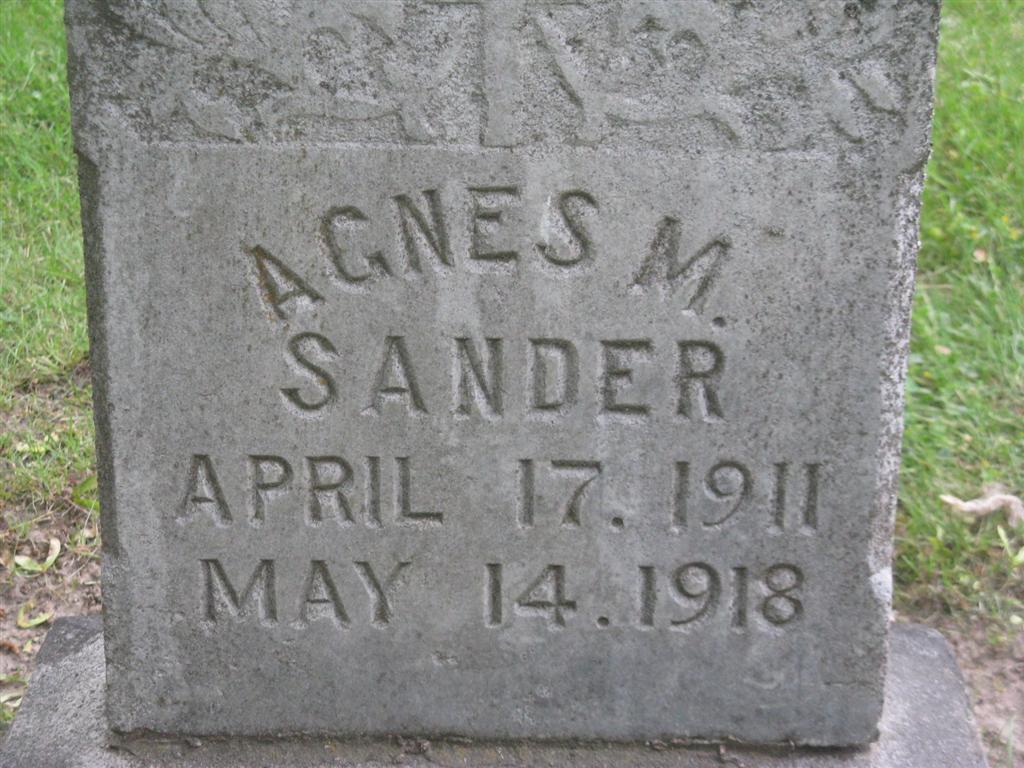 AGNES M.
SANDER
APRIL 17. 1911
MAY 14. 1918